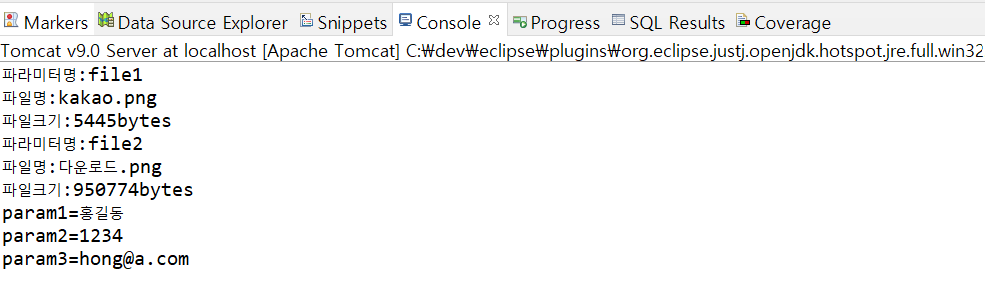 Markers Data Source Explorer Snippets Console Progress SQL Results Coverage
Tomcat v9.0 Server at localhost [Apache Tomcat] C:₩dev₩eclipse₩plugins₩org.eclipse.justj.openjdk.hotspot.jre.full.win32
파라미터명:file1
파일명:kakao.png
파일크기:5445bytes
파라미터명:file2
파일명:다운로드.png
파일크기:950774bytes
param1=홍길동
param2=1234
param3=hong@a.com